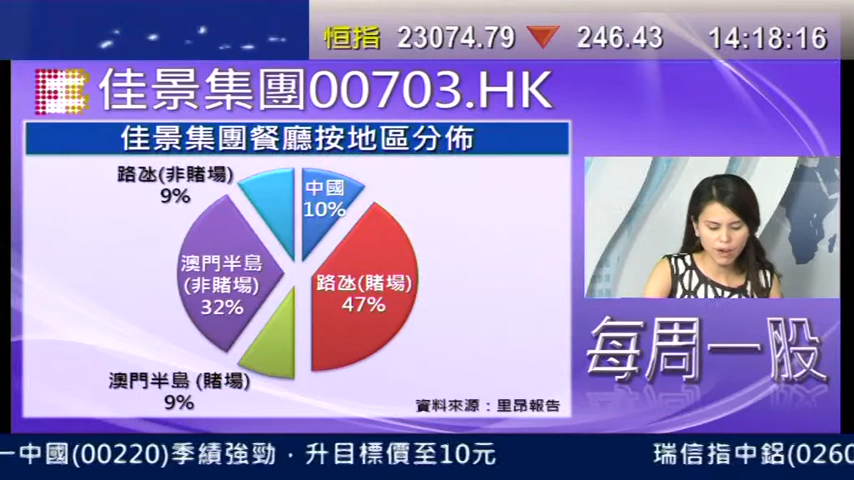 恒指 23074.79 246.43 14:18:16
佳景集團00703.HK
佳景集團餐廳按地區分佈
路氹(非賭場)
9%
中國
10%
澳門半島
(非賭場)
32%
路氹(賭場)
47%
澳門半島 (賭場)
9%
資料來源：里昂報告
每周一股
一中國(00220)季績強勁，升目標價至10元
瑞信指中鋁(0260